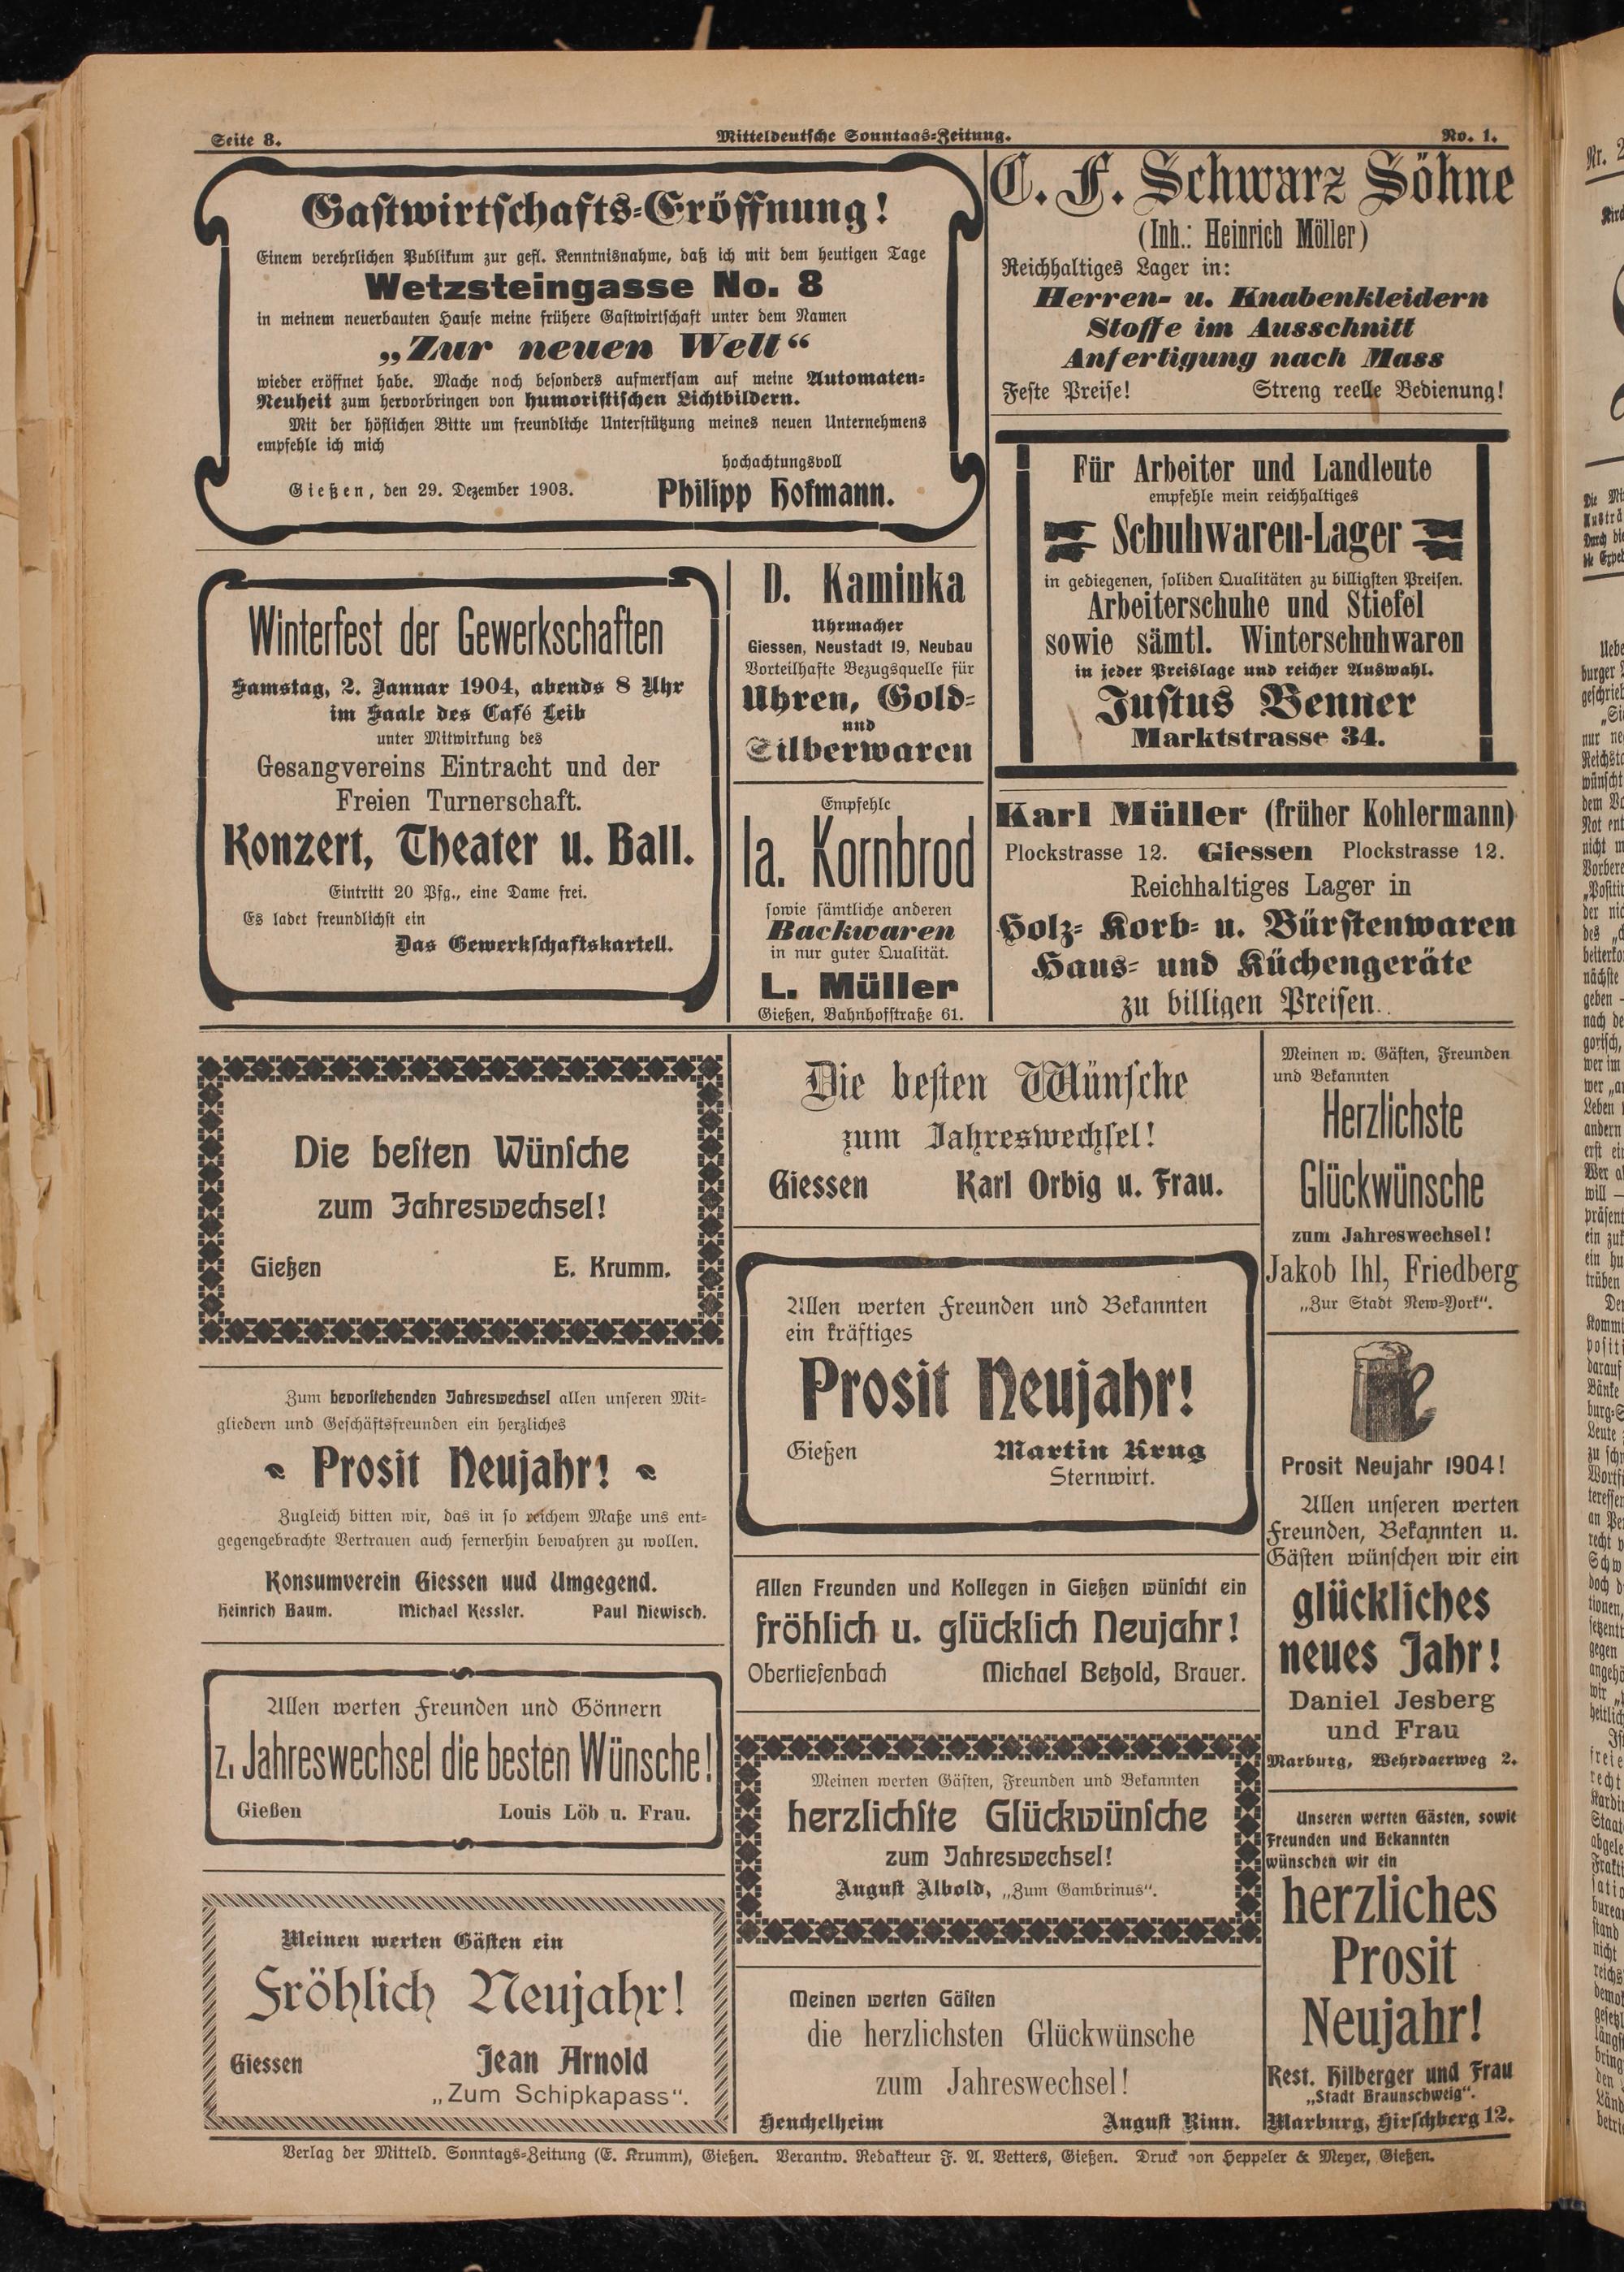 Seite 8.
Mitteldeutsche Sonntags-Zeitung.
No. 1.
Gastwirtschafts-Eröffnung!
Einem verehrlichen Publikum zur gefl. Kenntnisnahme, daß ich mit dem heutigen Tage
Wetzsteingasse No. 8
in meinem neuerbauten Hause meine frühere Gastwirtschaft unter dem Namen
„Zur neuen Welt“
wieder eröffnet habe. Mache noch besonders aufmerksam auf meine Automaten-
Neuheit zum hervorbringen von humoristischen Lichtbildern.
Mit der höflichen Bitte um freundliche Unterstützung meines neuen Unternehmens
empfehle ich mich
hochachtungsvoll
Gießen, den 29. Dezember 1903.
Philipp Hofmann.
C. F. Schwarz Söhne
(Inh.: Heinrich Möller)
Reichhaltiges Lager in:
Herren- u. Knabenkleidern
Stoffe im Ausschnitt
Anfertigung nach Mass
Feste Preise! Streng reelle Bedienung!
Für Arbeiter und Landleute
empfehle mein reichhaltiges
Schuhwaren-Lager
in gediegenen, soliden Qualitäten zu billigsten Preisen.
Arbeiterschuhe und Stiefel
sowie sämtl. Winterschuhwaren
in jeder Preislage und reicher Auswahl.
Justus Benner
Marktstrasse 34.
Winterfest der Gewerkschaften
Samstag, 2. Januar 1904, abends 8 Uhr
im Saale des Café Leib
unter Mitwirkung des
Gesangvereins Eintracht und der
Freien Turnerschaft.
Konzert, Theater u. Ball.
Eintritt 20 Pfg., eine Dame frei.
Es ladet freundlichst ein
Das Gewerkschaftskartell.
D. Kaminka
Uhrmacher
Giessen, Neustadt 19, Neubau
Vorteilhafte Bezugsquelle für
Uhren, Gold-
und
Silberwaren
Empfehle
Ia. Kornbrod
sowie sämtliche anderen
Backwaren
in nur guter Qualität.
L. Müller
Gießen, Bahnhofstraße 61.
Karl Müller (früher Kohlermann)
Plockstrasse 12. Giessen Plockstrasse 12.
Reichhaltiges Lager in
Holz- Korb- u. Bürstenwaren
Haus- und Küchengeräte
zu billigen Preisen.
Die besten Wünsche
zum Jahreswechsel!
Gießen E. Krumm.
Zum bevorstehenden Jahreswechsel allen unseren Mit-
gliedern und Geschäftsfreunden ein herzliches
Prosit Neujahr!
Zugleich bitten wir, das in so reichem Maße uns ent-
gegengebrachte Vertrauen auch fernerhin bewahren zu wollen.
Konsumverein Giessen uud Umgegend.
Heinrich Baum. Michael Kessler. Paul Niewisch.
Allen werten Freunden und Gönnern
z. Jahreswechsel die besten Wünsche!
Gießen Louis Löb u. Frau.
Meinen werten Gästen ein
Fröhlich Neujahr!
Giessen Jean Arnold
„Zum Schipkapass“.
Die besten Wünsche
zum Jahreswechsel!
Giessen Karl Orbig u. Frau.
Allen werten Freunden und Bekannten
ein kräftiges
Prosit Neujahr!
Gießen Martin Krug
Sternwirt.
Allen Freunden und Kollegen in Gießen wünscht ein
fröhlich u. glücklich Neujahr!
Obertiefenbach Michael Betzold, Brauer.
Meinen werten Gästen, Freunden und Bekannten
herzlichste Glückwünsche
zum Jahreswechsel!
August Albold, „Zum Gambrinus“.
Meinen werten Gästen
die herzlichsten Glückwünsche
zum Jahreswechsel!
Heuchelheim August Rinn.
Meinen w. Gästen, Freunden
und Bekannten
Herzlichste
Glückwünsche
zum Jahreswechsel!
Jakob Ihl, Friedberg
„Zur Stadt New-York“.
Prosit Neujahr 1904!
Allen unseren werten
Freunden, Bekannten u.
Gästen wünschen wir ein
glückliches
neues Jahr!
Daniel Jesberg
und Frau
Marburg, Wehrdaerweg 2.
Unseren werten Gästen, sowie
Freunden und Bekannten
wünschen wir ein
herzliches
Prosit
Neujahr!
Rest. Hilberger und Frau
„Stadt Braunschweig“.
Marburg, Hirschberg 12.
Verlag der Mitteld. Sonntags-Zeitung (E. Krumm), Gießen. Verantw. Redakteur F. A. Vetters, Gießen. Druck von Heppeler & Meyer, Gießen.